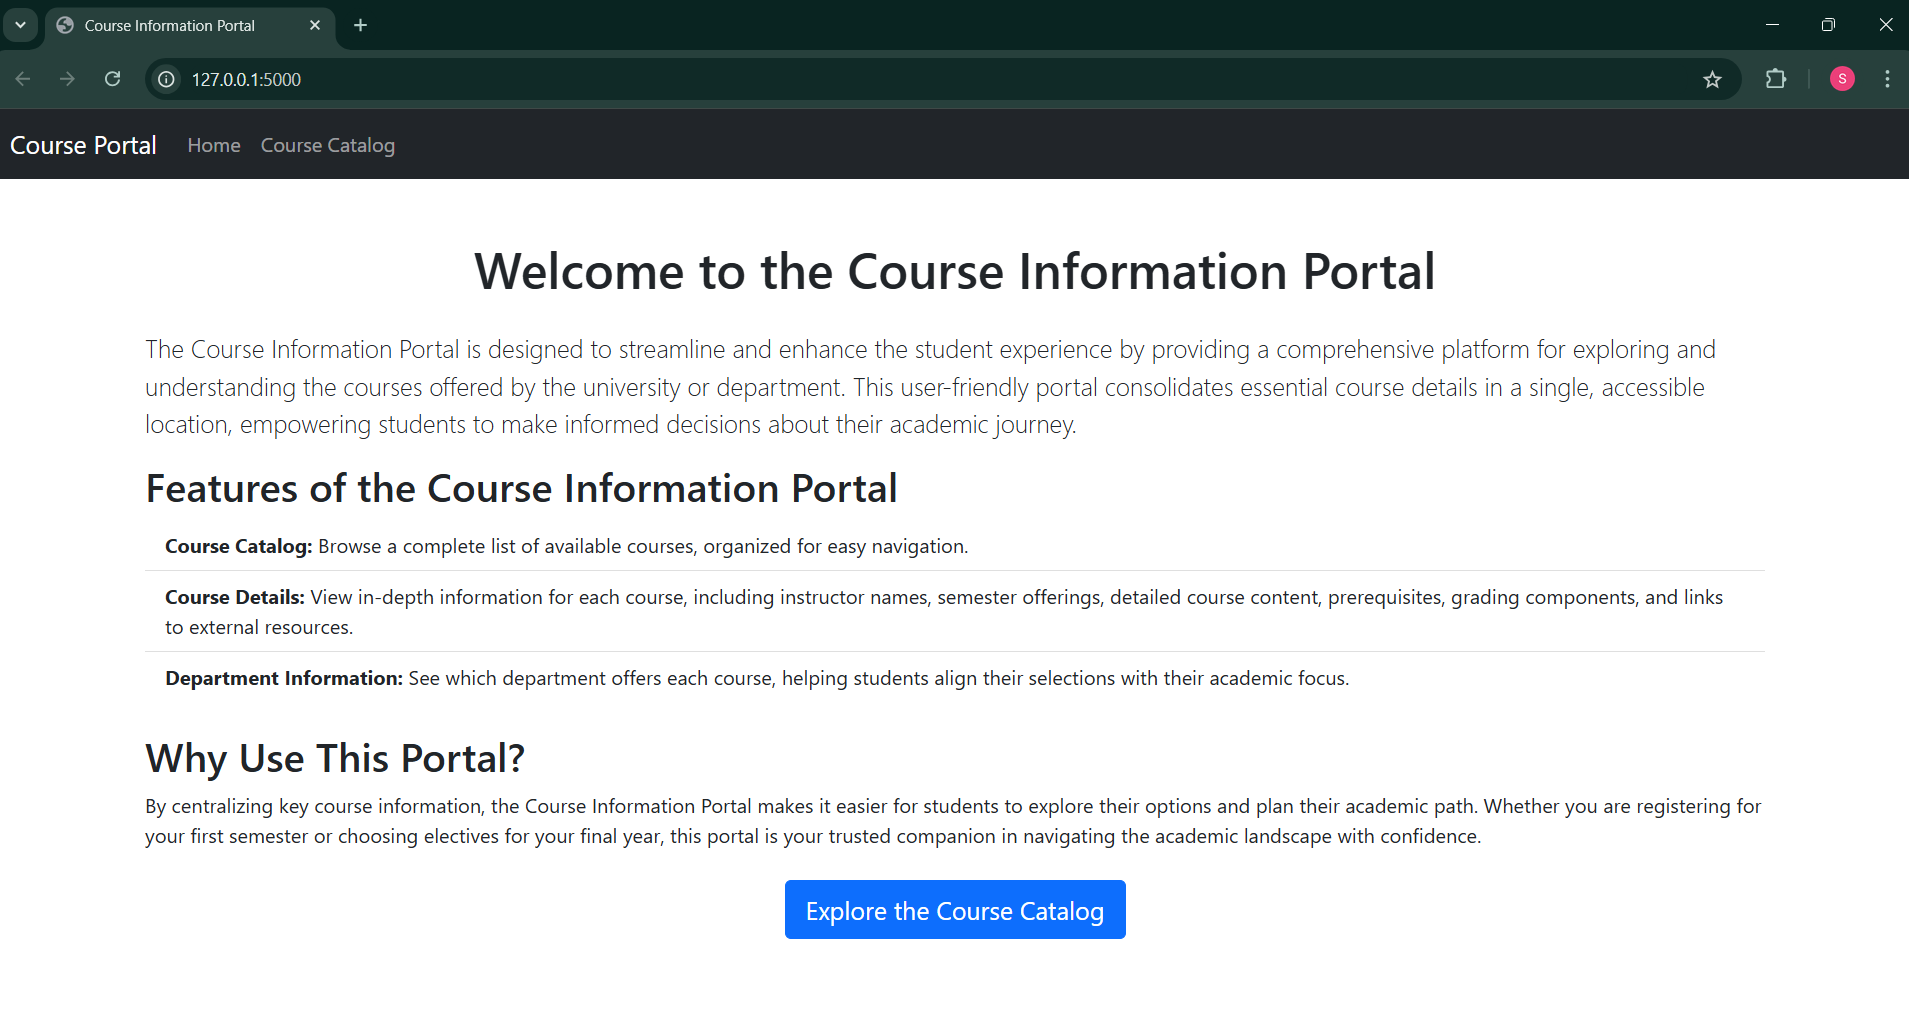 Course Information Portal
127.0.0.1:5000
S
Course Portal Home Course Catalog
Welcome to the Course Information Portal
The Course Information Portal is designed to streamline and enhance the student experience by providing a comprehensive platform for exploring and
understanding the courses offered by the university or department. This user-friendly portal consolidates essential course details in a single, accessible
location, empowering students to make informed decisions about their academic journey.
Features of the Course Information Portal
Course Catalog: Browse a complete list of available courses, organized for easy navigation.
Course Details: View in-depth information for each course, including instructor names, semester offerings, detailed course content, prerequisites, grading components, and links
to external resources.
Department Information: See which department offers each course, helping students align their selections with their academic focus.
Why Use This Portal?
By centralizing key course information, the Course Information Portal makes it easier for students to explore their options and plan their academic path. Whether you are registering for
your first semester or choosing electives for your final year, this portal is your trusted companion in navigating the academic landscape with confidence.
Explore the Course Catalog